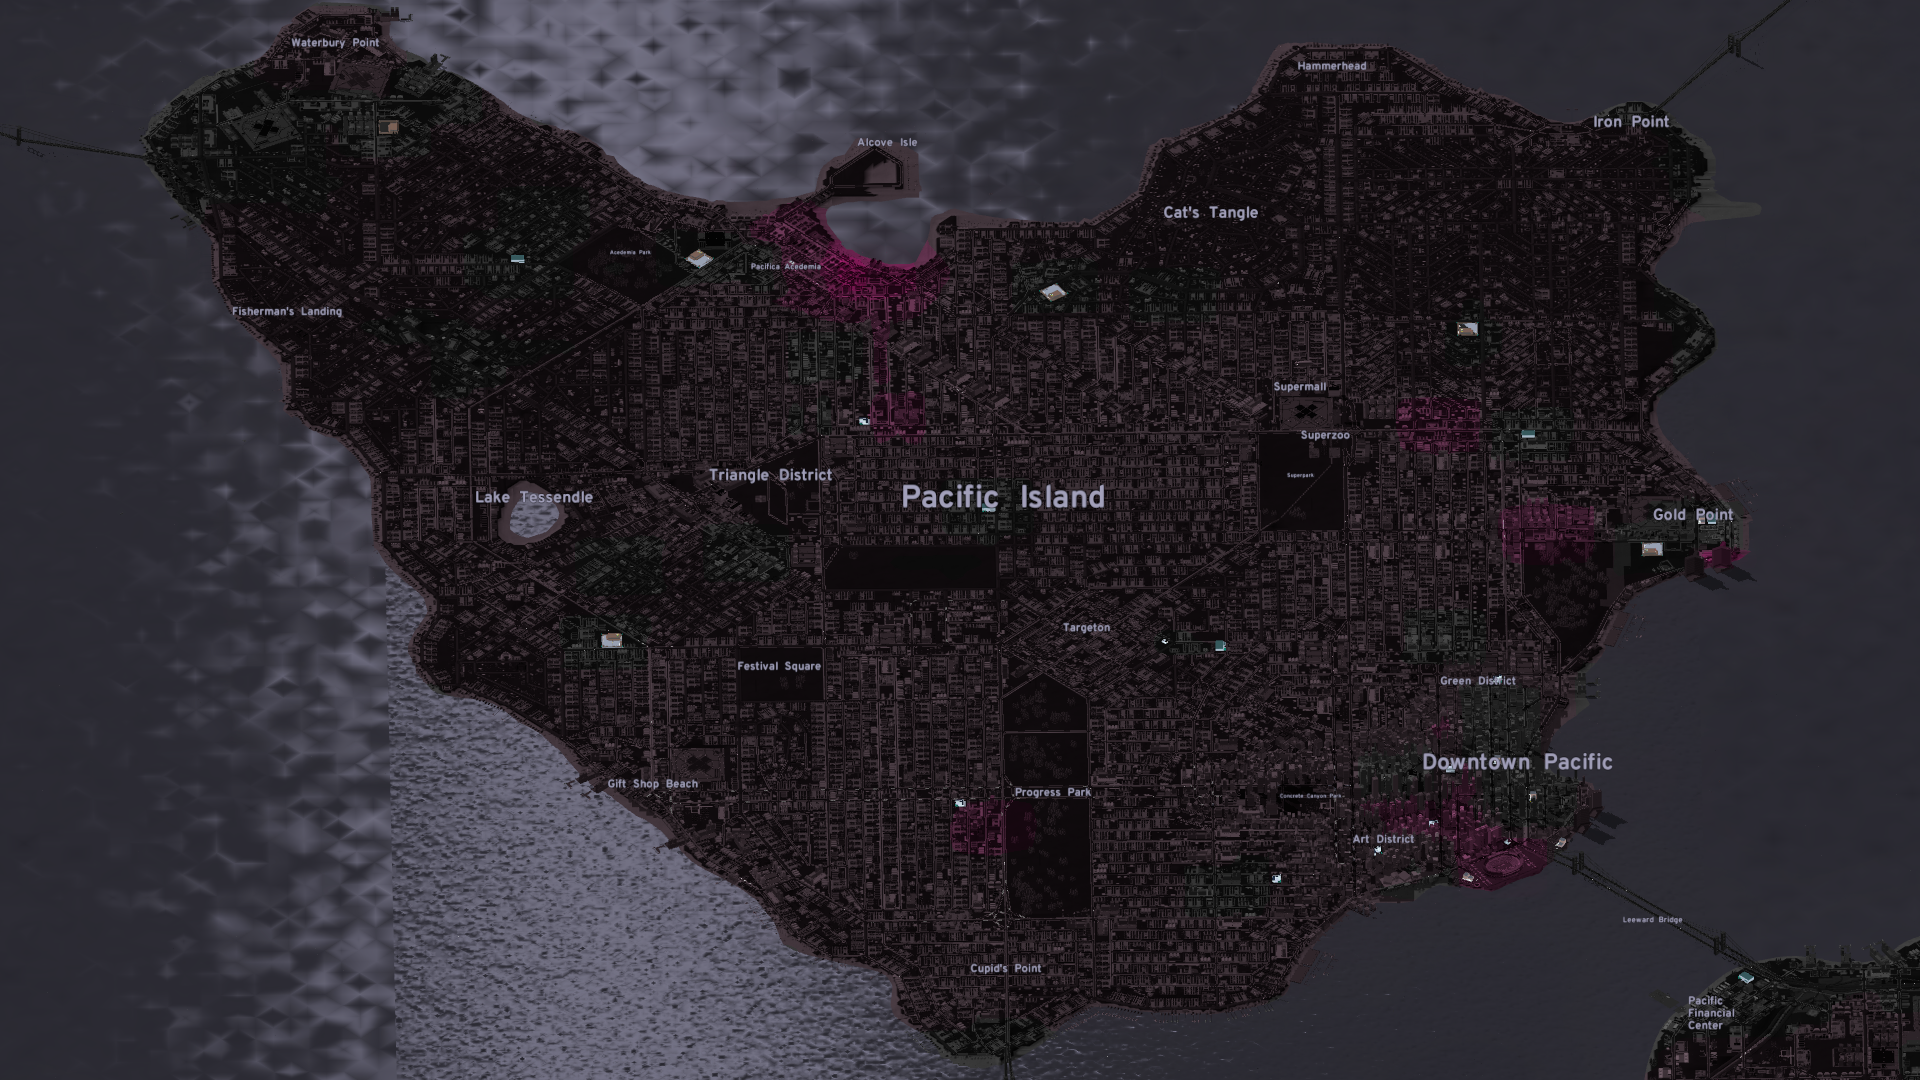 Waterbury Point
Hammerhead
Iron Point
Alcove Isle
Cat's Tangle
Academia Park
Pacifica Acedemia
Fisherman's Landing
Supermall
Superzoo
Superpark
Triangle District
Lake Tessendle
Pacific Island
Gold Point
Targeton
Festival Square
Green District
Downtown Pacific
Gift Shop Beach
Progress Park
Concrete Canyon Park
Art District
Leeward Bridge
Cupid's Point
Pacific
Financial
Center